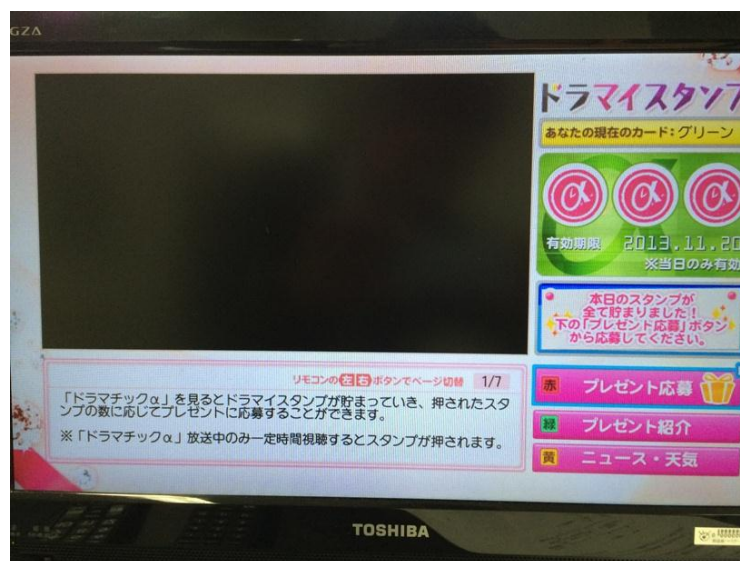 GZA
ドラマイスタンプ
あなたの現在のカード：グリーン
α α α
有効期限 2013.11.20
※当日のみ有効
本日のスタンプが
全て貯まりました！
下の「プレゼント応募」ボタン
から応募してください。
リモコンの左右ボタンでページ切替 1/7
「ドラマチックα」を見るとドラマイスタンプが貯まっていき、押されたスタ
ンプの数に応じてプレゼントに応募することができます。
※「ドラマチックα」放送中のみ一定時間視聴するとスタンプが押されます。
赤 プレゼント応募
緑 プレゼント紹介
黄 ニュース・天気
TOSHIBA